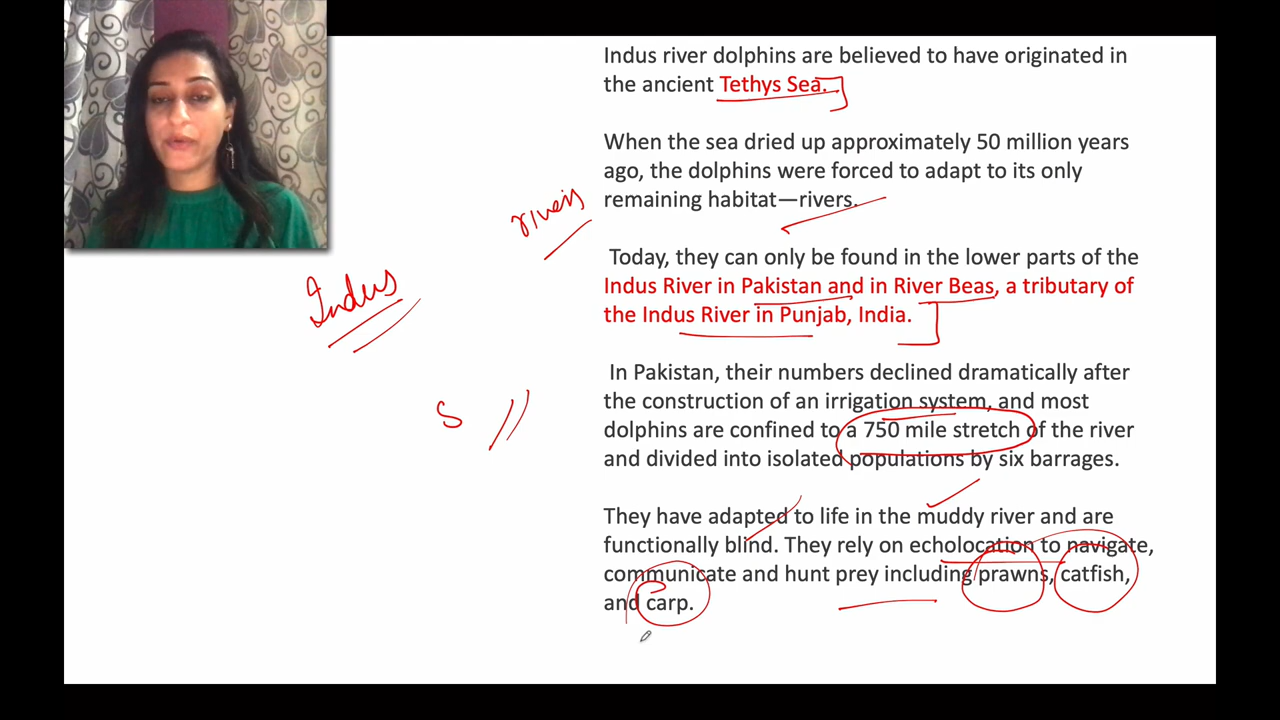 Indus river dolphins are believed to have originated in
the ancient Tethys Sea.
When the sea dried up approximately 50 million years
ago, the dolphins were forced to adapt to its only
remaining habitat—rivers.
rivers
Today, they can only be found in the lower parts of the
Indus River in Pakistan and in River Beas, a tributary of
the Indus River in Punjab, India.
Indus
In Pakistan, their numbers declined dramatically after
the construction of an irrigation system, and most
dolphins are confined to a 750 mile stretch of the river
and divided into isolated populations by six barrages.
S
They have adapted to life in the muddy river and are
functionally blind. They rely on echolocation to navigate,
communicate and hunt prey including prawns, catfish,
and carp.